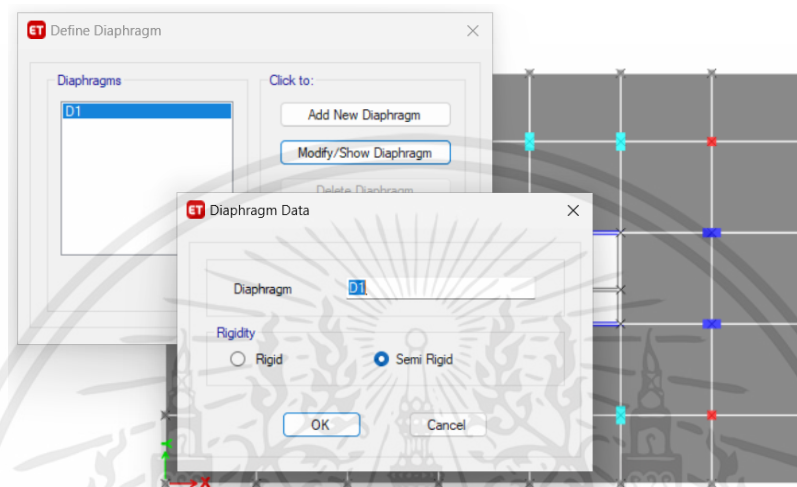 ET Define Diaphragm
Diaphragms
D1
Click to:
Add New Diaphragm
Modify/Show Diaphragm
Delete Diaphragm
ET Diaphragm Data
Diaphragm D1
Rigidity
Rigid Semi Rigid
OK Cancel
X